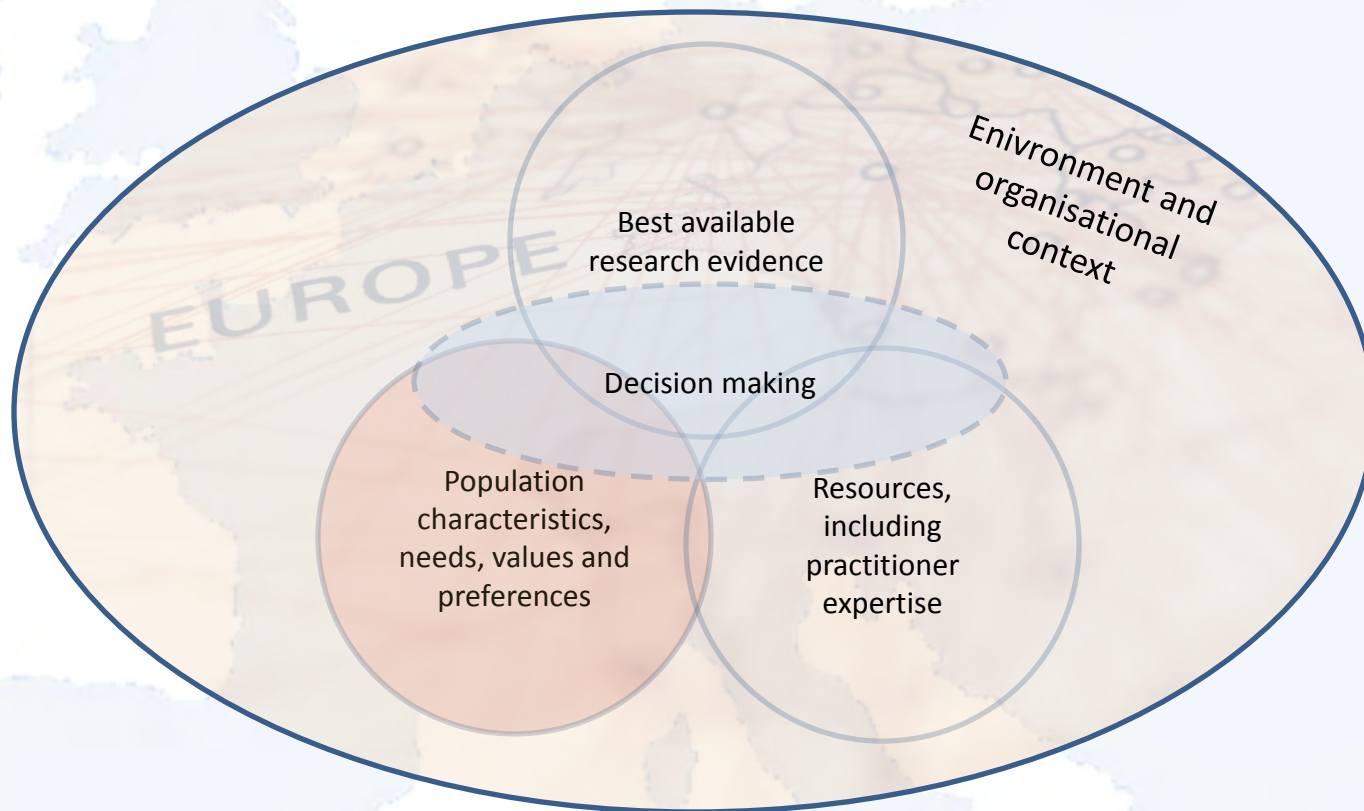 Enivronment and
organisational
context
Best available
research evidence
EUROPE
Decision making
Population
characteristics,
needs, values and
preferences
Resources,
including
practitioner
expertise